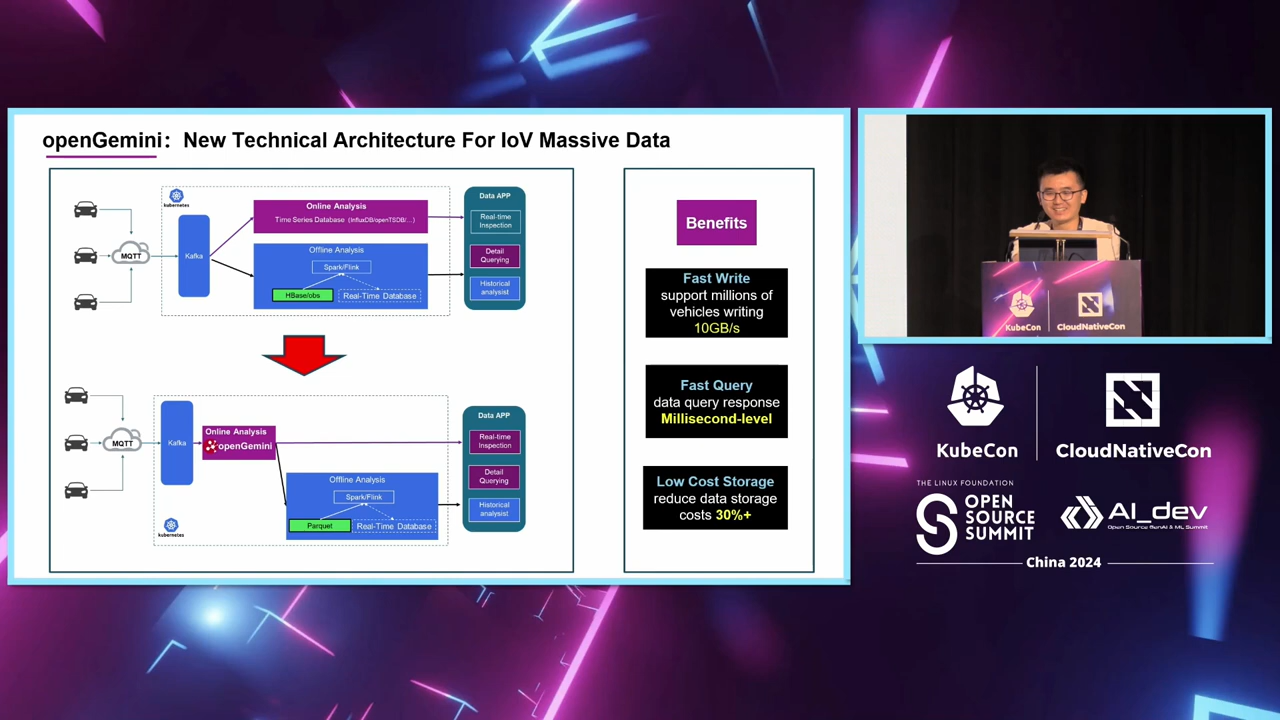 openGemini： New Technical Architecture For IoV Massive Data
kubernetes
MQTT
Kafka
Online Analysis
Time Series Database (InfluxDB/openTSDB/...)
Offline Analysis
Spark/Flink
HBase/obs
Real-Time Database
Data APP
Real-time
Inspection
Detail
Querying
Historical
analysist
MQTT
Kafka
Online Analysis
openGemini
Offline Analysis
Spark/Flink
Parquet
Real-Time Database
kubernetes
Data APP
Real-time
Inspection
Detail
Querying
Historical
analysist
Benefits
Fast Write
support millions of
vehicles writing
10GB/s
Fast Query
data query response
Millisecond-level
Low Cost Storage
reduce data storage
costs 30%+
KubeCon
CloudNativeCon
KubeCon
CloudNativeCon
THE LINUX FOUNDATION
OPEN
SOURCE
SUMMIT
AI_dev
Open Source GenAI & ML Summit
China 2024